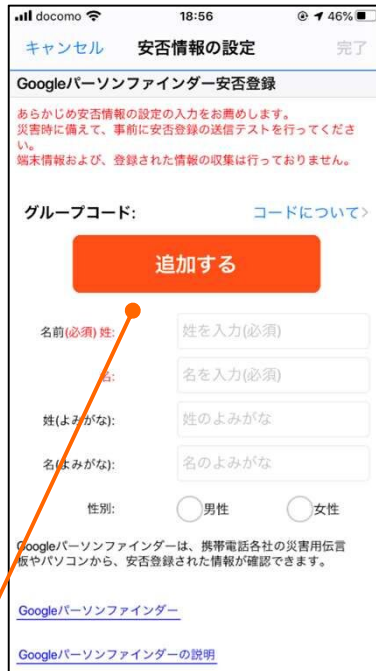 docomo 18:56 46%
キャンセル 安否情報の設定 完了
Googleパーソンファインダー安否登録
あらかじめ安否情報の設定の入力をお薦めします。
災害時に備えて、事前に安否登録の送信テストを行ってくださ
い。
端末情報および、登録された情報の収集は行っておりません。
グループコード: コードについて>
追加する
名前(必須) 姓: 姓を入力(必須)
名: 名を入力(必須)
姓(よみがな): 姓のよみがな
名(よみがな): 名のよみがな
性別: 男性 女性
Googleパーソンファインダーは、携帯電話各社の災害用伝言
板やパソコンから、安否登録された情報が確認できます。
Googleパーソンファインダー
Googleパーソンファインダーの説明